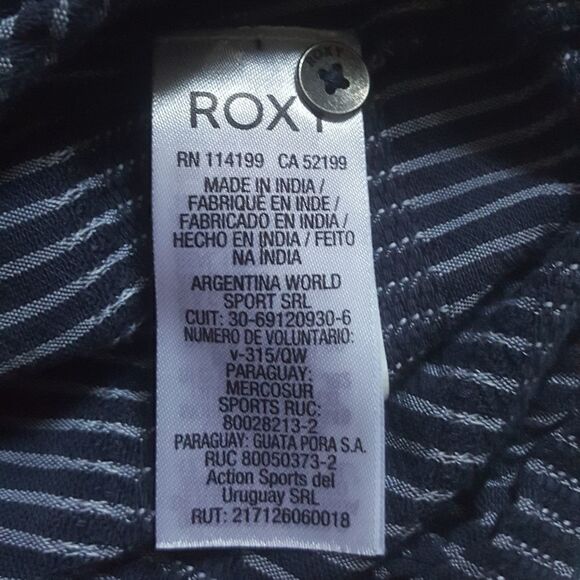 ROXY
ROXY
RN 114199 CA 52199
MADE IN INDIA /
FABRIQUÉ EN INDE /
FABRICADO EN INDIA /
HECHO EN INDIA / FEITO
NA ÍNDIA
ARGENTINA WORLD
SPORT SRL
CUIT: 30-69120930-6
NUMERO DE VOLUNTARIO:
v-315/QW
PARAGUAY:
MERCOSUR
SPORTS RUC:
80028213-2
PARAGUAY: GUATA PORA S.A.
RUC 80050373-2
Action Sports del
Uruguay SRL
RUT: 217126060018